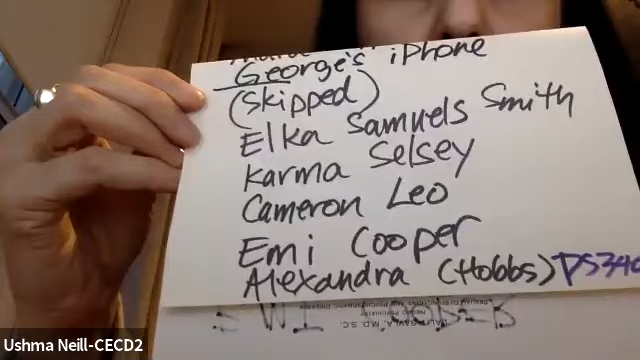 George's iPhone
(skipped)
Elka Samuels Smith
Karma Selsey
Cameron Leo
Emi Cooper
Alexandra (Hobbs) PS340
Ushma Neill-CECD2